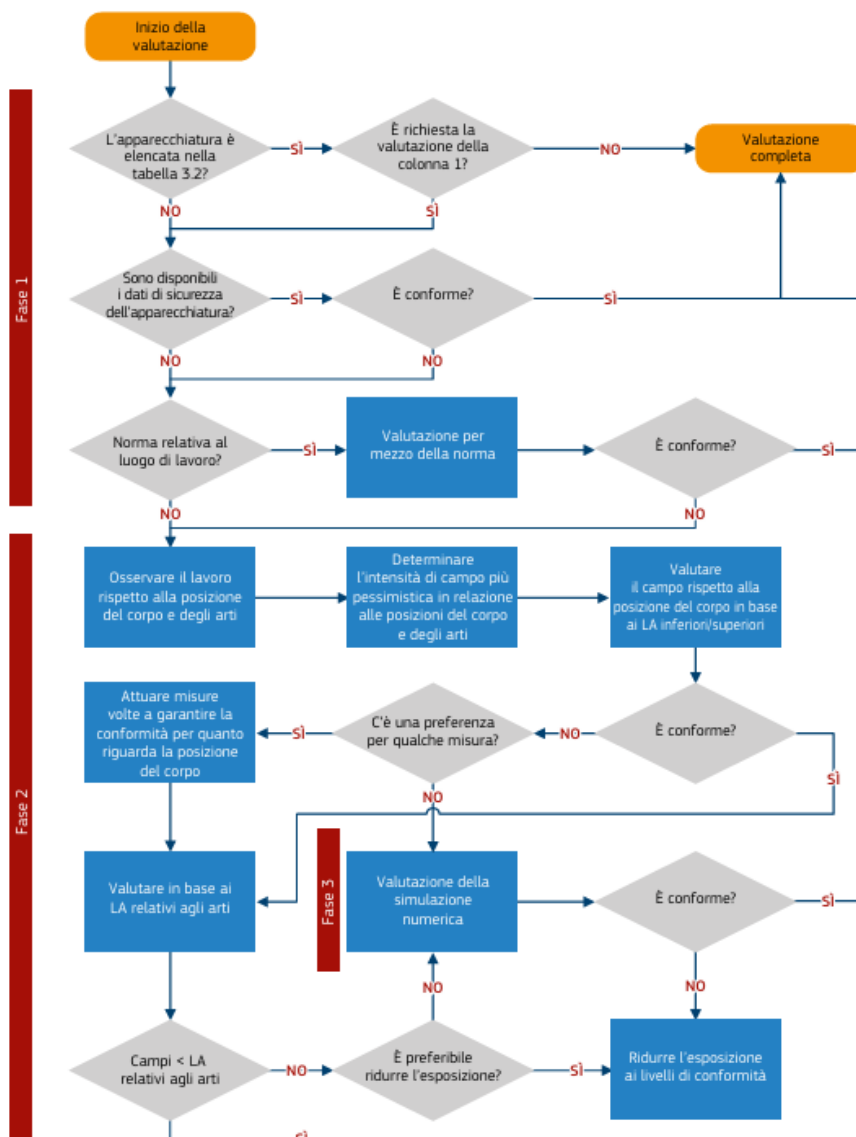 Inizio della
valutazione
Fase 1
L'apparecchiatura è
elencata nella
tabella 3.2?
SÌ
È richiesta la
valutazione della
colonna 1?
NO
Valutazione
completa
NO
SÌ
Sono disponibili
i dati di sicurezza
dell'apparecchiatura?
SÌ
È conforme?
SÌ
NO
NO
Norma relativa al
luogo di lavoro?
SÌ
Valutazione per
mezzo della norma
È conforme?
SÌ
NO
NO
Fase 2
Osservare il lavoro
rispetto alla posizione
del corpo e degli arti
Determinare
l'intensità di campo più
pessimistica in relazione
alle posizioni del corpo
e degli arti
Valutare
il campo rispetto alla
posizione del corpo in base
ai LA inferiori/superiori
Attuare misure
volte a garantire la
conformità per quanto
riguarda la posizione
del corpo
SÌ
C'è una preferenza
per qualche misura?
NO
È conforme?
SÌ
NO
Valutare in base ai
LA relativi agli arti
Fase 3
Valutazione della
simulazione
numerica
È conforme?
SÌ
NO
NO
Campi < LA
relativi agli arti
NO
È preferibile
ridurre l'esposizione?
SÌ
Ridurre l'esposizione
ai livelli di conformità
SÌ